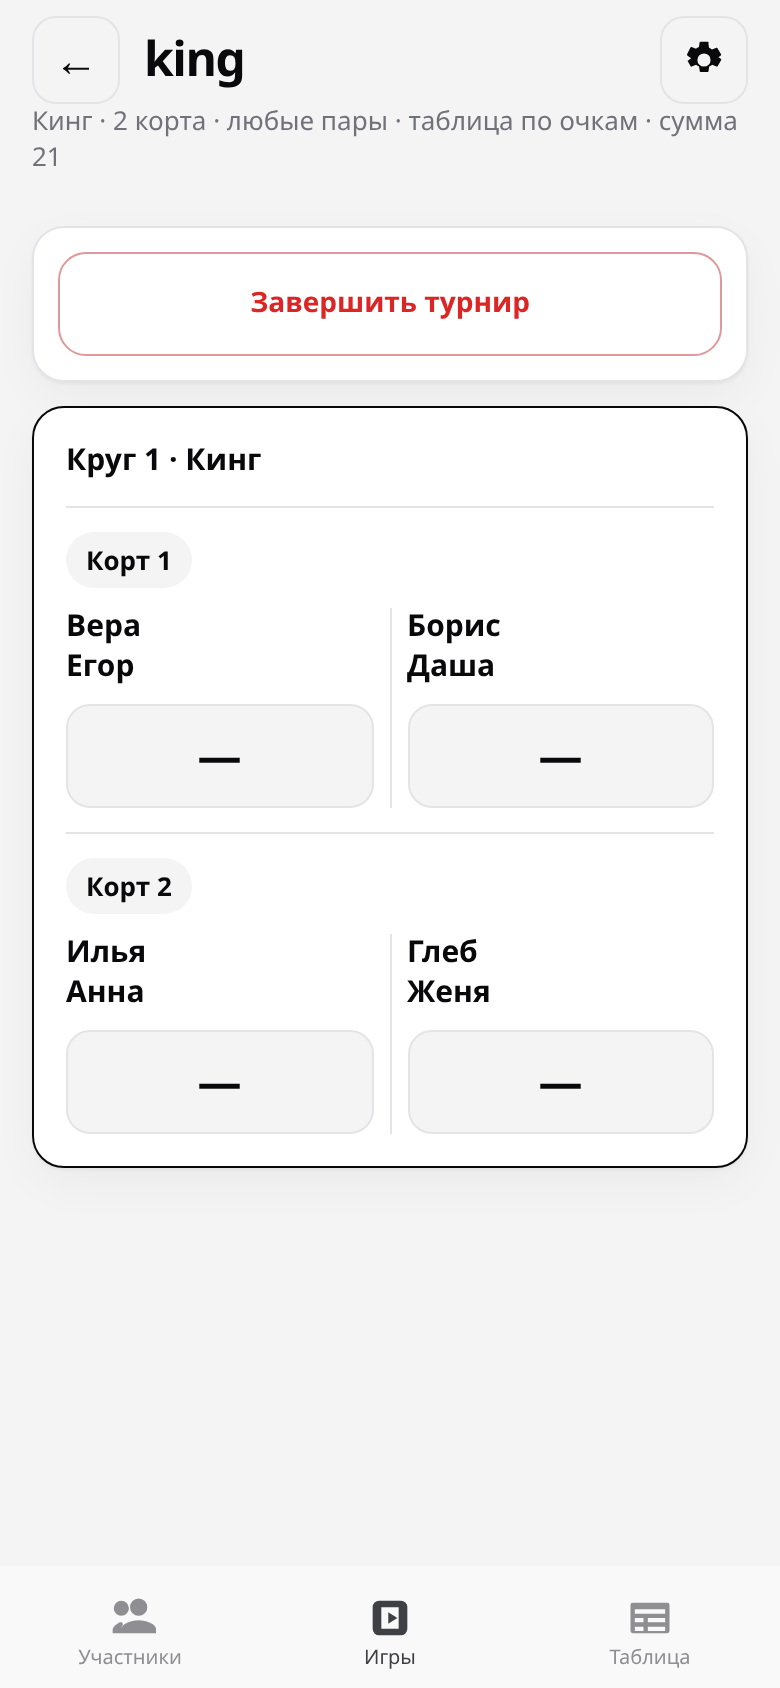 ← king
Кинг · 2 корта · любые пары · таблица по очкам · сумма
21
Завершить турнир
Круг 1 · Кинг
Корт 1
Вера
Егор
Борис
Даша
—
—
Корт 2
Илья
Анна
Глеб
Женя
—
—
Участники
Игры
Таблица